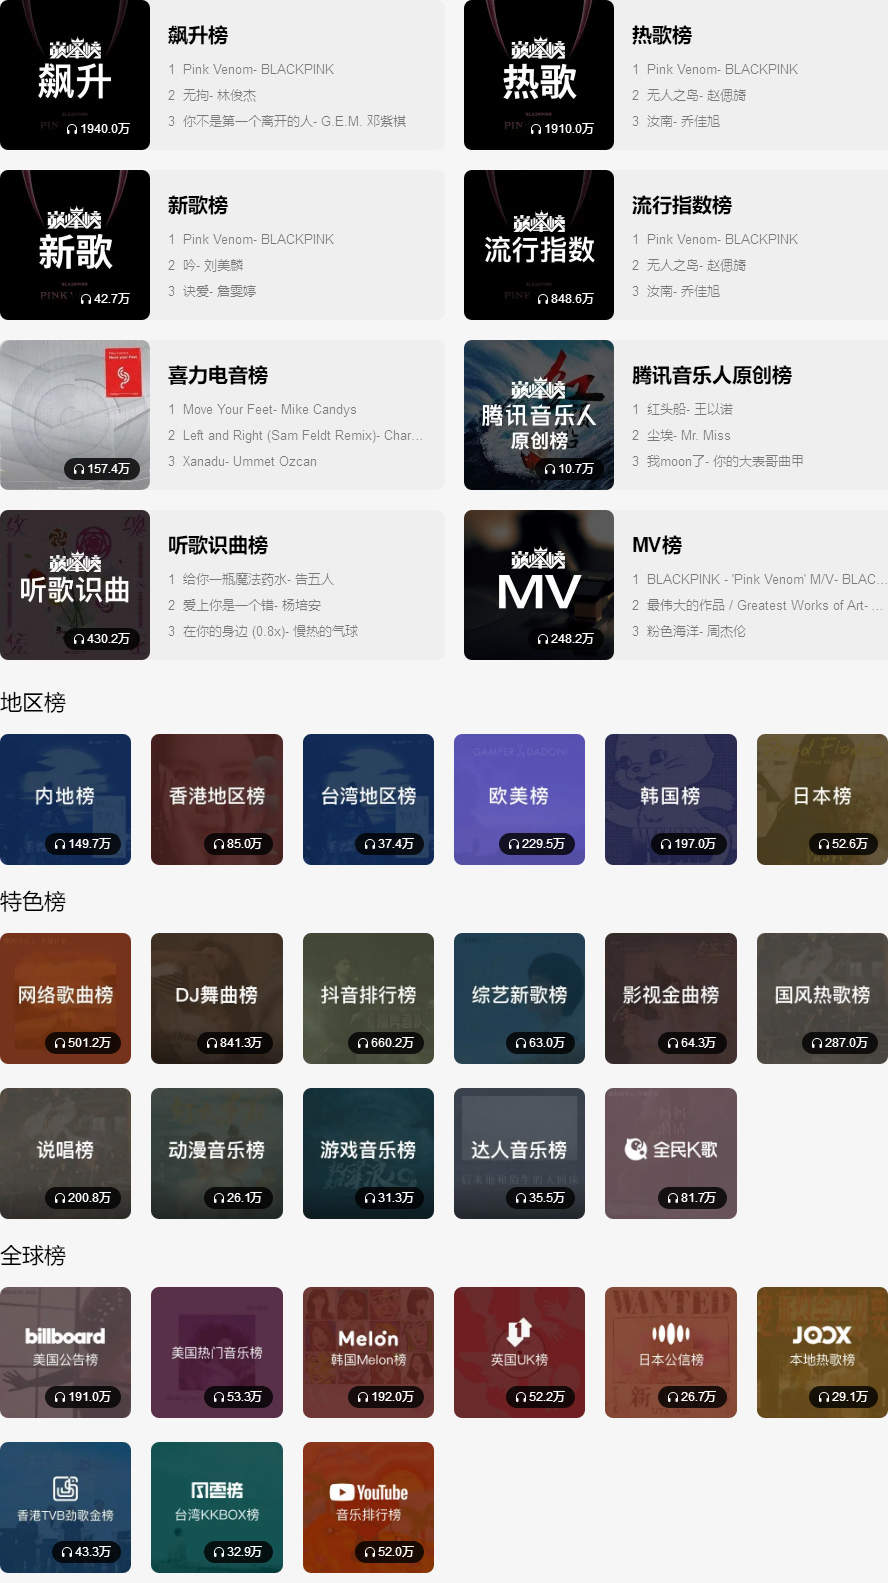 巅峰榜
飙升
1940.0万
飙升榜
1 Pink Venom- BLACKPINK
2 无拘- 林俊杰
3 你不是第一个离开的人- G.E.M. 邓紫棋
巅峰榜
热歌
1910.0万
热歌榜
1 Pink Venom- BLACKPINK
2 无人之岛- 赵偲旖
3 汝南- 乔佳旭
巅峰榜
新歌
42.7万
新歌榜
1 Pink Venom- BLACKPINK
2 吟- 刘美麟
3 诀爱- 詹雯婷
巅峰榜
流行指数
848.6万
流行指数榜
1 Pink Venom- BLACKPINK
2 无人之岛- 赵偲旖
3 汝南- 乔佳旭
157.4万
喜力电音榜
1 Move Your Feet- Mike Candys
2 Left and Right (Sam Feldt Remix)- Char...
3 Xanadu- Ummet Ozcan
巅峰榜
腾讯音乐人
原创榜
10.7万
腾讯音乐人原创榜
1 红头船- 王以诺
2 尘埃- Mr. Miss
3 我moon了- 你的大表哥曲甲
巅峰榜
听歌识曲
430.2万
听歌识曲榜
1 给你一瓶魔法药水- 告五人
2 爱上你是一个错- 杨培安
3 在你的身边 (0.8x)- 慢热的气球
巅峰榜
MV
248.2万
MV榜
1 BLACKPINK - 'Pink Venom' M/V- BLAC...
2 最伟大的作品 / Greatest Works of Art- ...
3 粉色海洋- 周杰伦
地区榜
内地榜
149.7万
香港地区榜
85.0万
台湾地区榜
37.4万
欧美榜
229.5万
韩国榜
197.0万
日本榜
52.6万
特色榜
网络歌曲榜
501.2万
DJ舞曲榜
841.3万
抖音排行榜
660.2万
综艺新歌榜
63.0万
影视金曲榜
64.3万
国风热歌榜
287.0万
说唱榜
200.8万
动漫音乐榜
26.1万
游戏音乐榜
31.3万
达人音乐榜
35.5万
全民K歌
81.7万
全球榜
billboard
美国公告榜
191.0万
美国热门音乐榜
53.3万
Melon
韩国Melon榜
192.0万
英国UK榜
52.2万
WANTED
日本公信榜
26.7万
JOOX
本地热歌榜
29.1万
香港TVB劲歌金榜
43.3万
风云榜
台湾KKBOX榜
32.9万
YouTube
音乐排行榜
52.0万